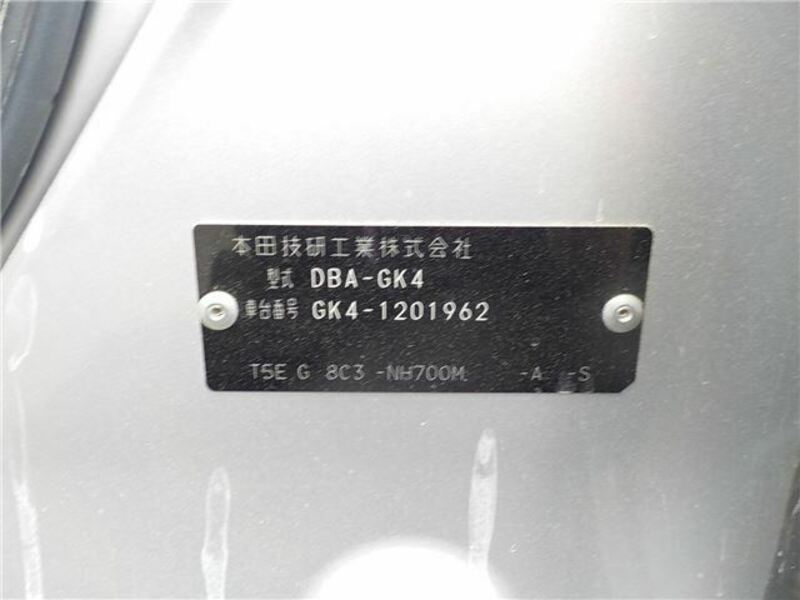 本田技研工業株式会社
型式 DBA-GK4
車台番号 GK4-1201962
T5E G 8C3 -NH700M -A -S